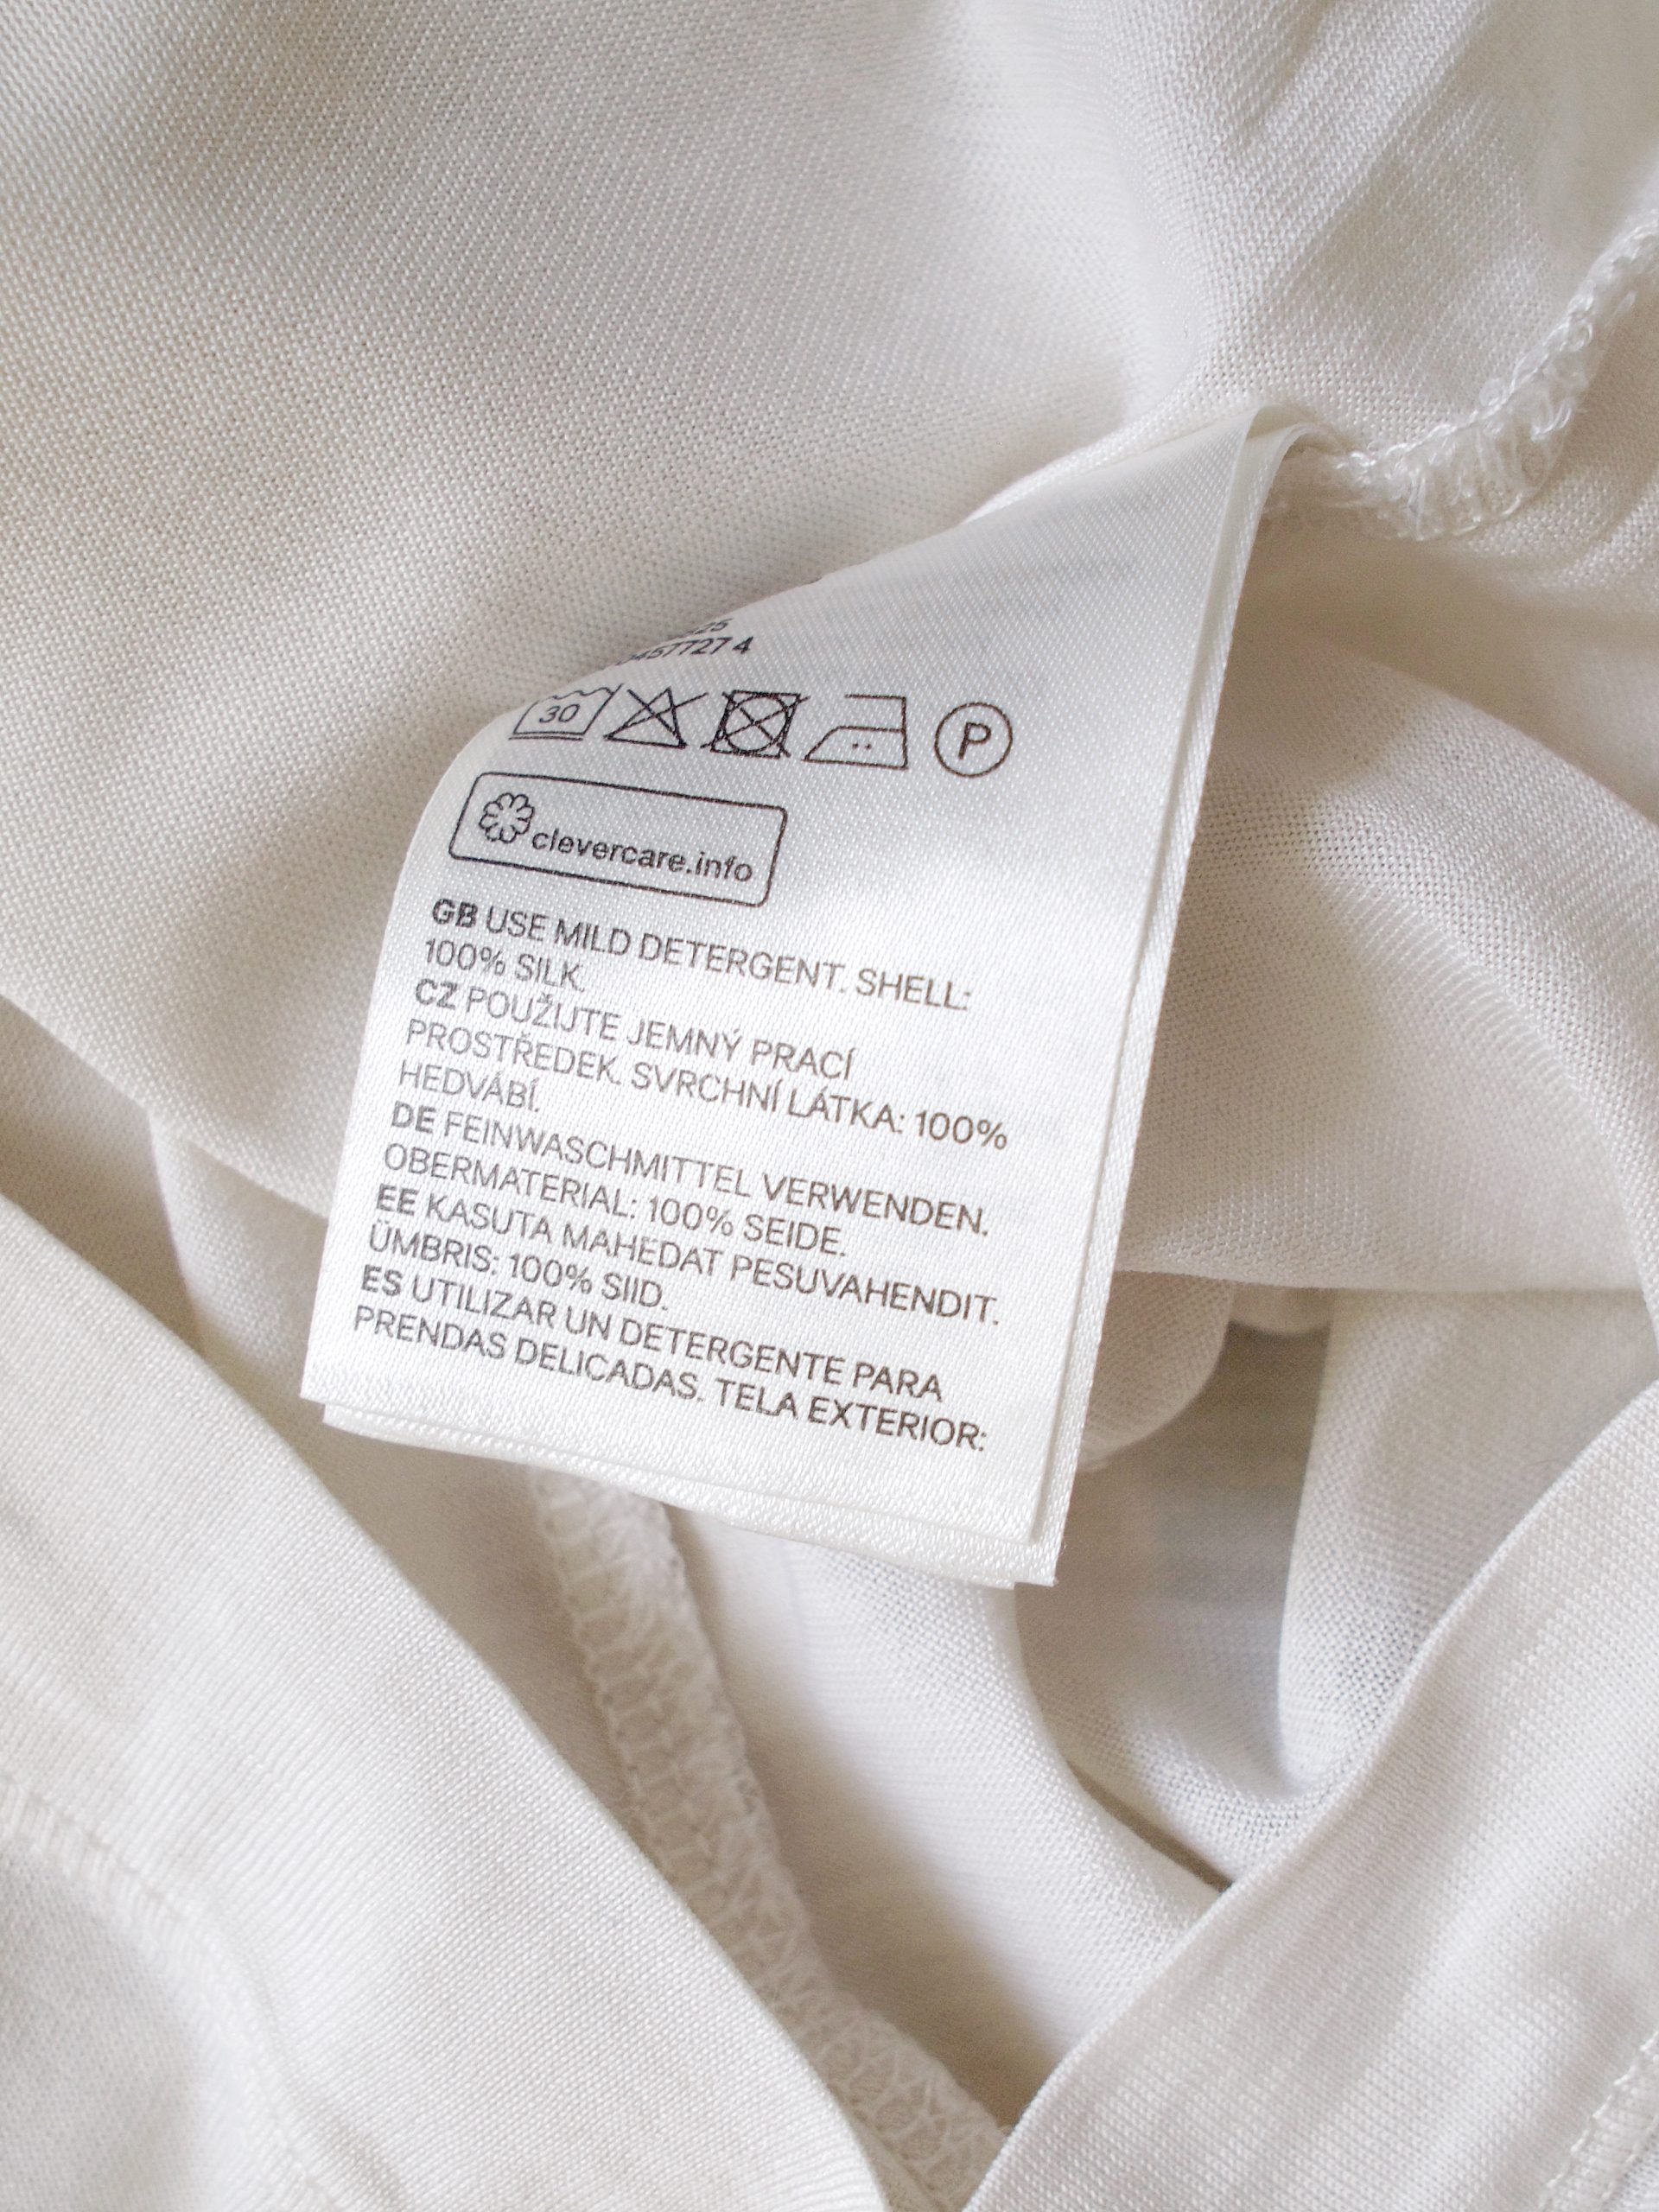 30
P
clevercare.info
GB USE MILD DETERGENT. SHELL:
100% SILK.
CZ POUŽIJTE JEMNÝ PRACÍ
PROSTŘEDEK. SVRCHNÍ LÁTKA: 100%
HEDVÁBÍ.
DE FEINWASCHMITTEL VERWENDEN.
OBERMATERIAL: 100% SEIDE.
EE KASUTA MAHEDAT PESUVAHENDIT.
ÜMBRIS: 100% SIID.
ES UTILIZAR UN DETERGENTE PARA
PRENDAS DELICADAS. TELA EXTERIOR: